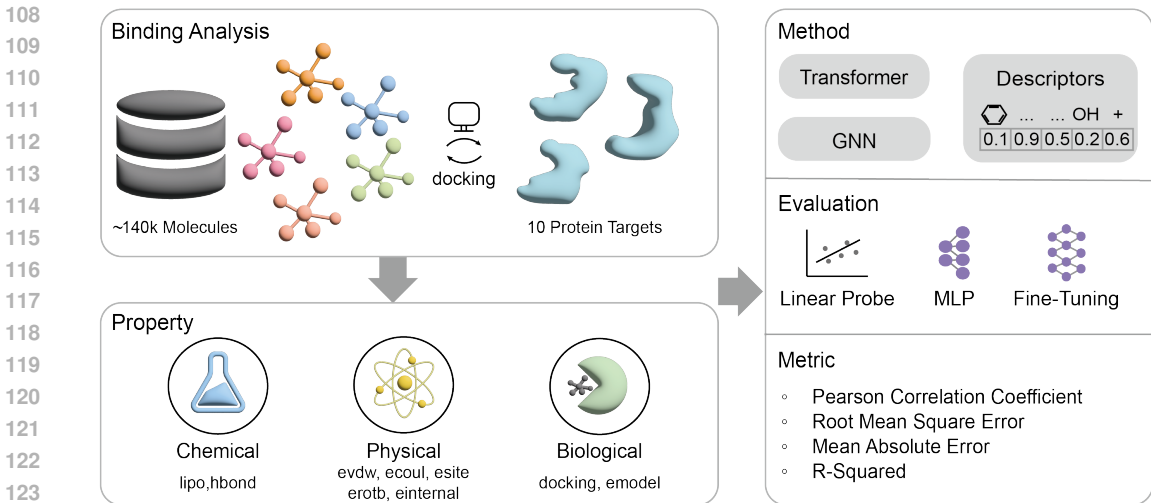 108
109
110
111
112
113
114
115
116
117
118
119
120
121
122
123
Binding Analysis
docking
~140k Molecules
10 Protein Targets
Property
Chemical
lipo,hbond
Physical
evdw, ecoul, esite
erotb, einternal
Biological
docking, emodel
Method
Transformer
GNN
Descriptors
... ... OH +
0.1 0.9 0.5 0.2 0.6
Evaluation
Linear Probe
MLP
Fine-Tuning
Metric
◦ Pearson Correlation Coefficient
◦ Root Mean Square Error
◦ Mean Absolute Error
◦ R-Squared